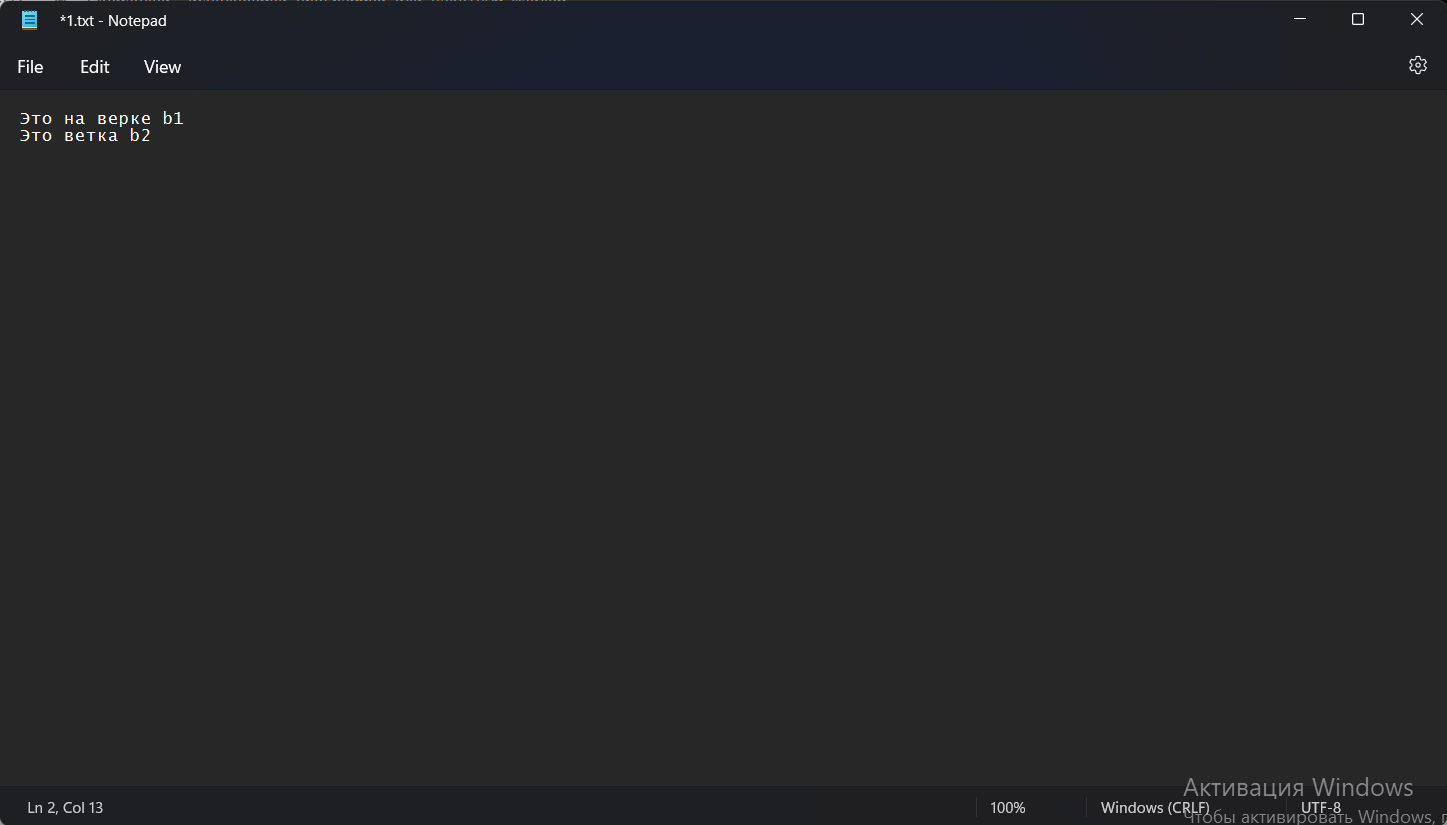 *1.txt - Notepad
File Edit View
Это на верке b1
Это ветка b2
Активация Windows
Ln 2, Col 13 100% Windows (CRLF) UTF-8
Чтобы активировать Windows,